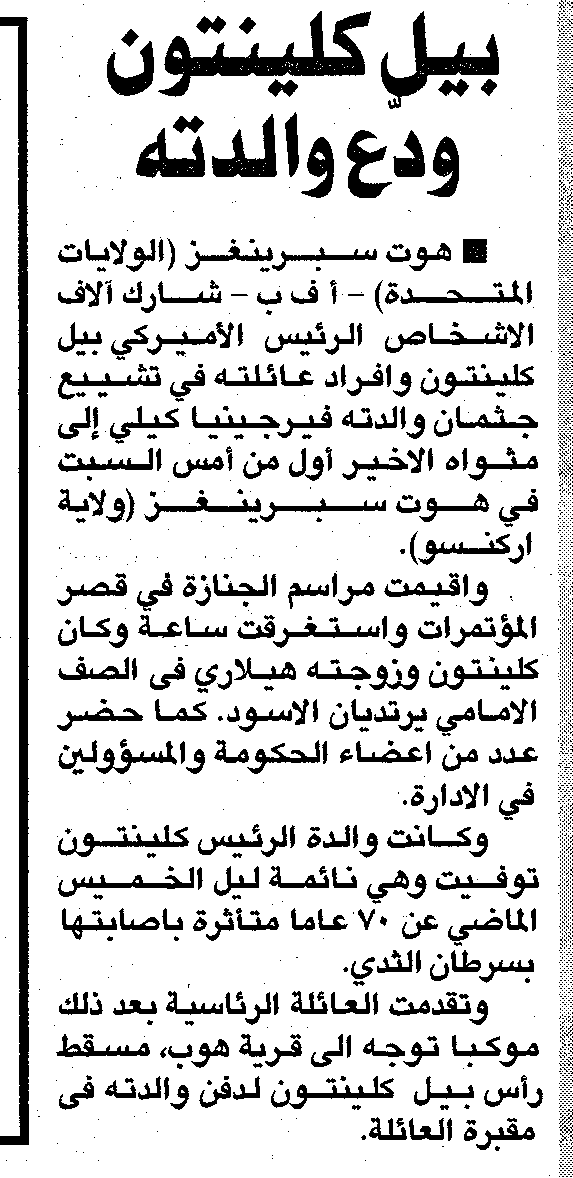 بيل كلينتون
ودّع والدته
■ هوت سبرينغز (الولايات
المتحدة) - أ ف ب - شارك آلاف
الاشخاص الرئيس الأميركي بيل
كلينتون وافراد عائلته في تشييع
جثمان والدته فيرجينيا كيلي إلى
مثواه الاخير أول من أمس السبت
في هوت سبرينغز (ولاية
اركنسو).
واقيمت مراسم الجنازة في قصر
المؤتمرات واستغرقت ساعة وكان
كلينتون وزوجته هيلاري فى الصف
الامامي يرتديان الاسود. كما حضر
عدد من اعضاء الحكومة والمسؤولين
في الادارة.
وكانت والدة الرئيس كلينتون
توفيت وهي نائمة ليل الخميس
الماضي عن ٧٠ عاما متأثرة باصابتها
بسرطان الثدي.
وتقدمت العائلة الرئاسية بعد ذلك
موكبا توجه الى قرية هوب، مسقط
رأس بيل كلينتون لدفن والدته فى
مقبرة العائلة.